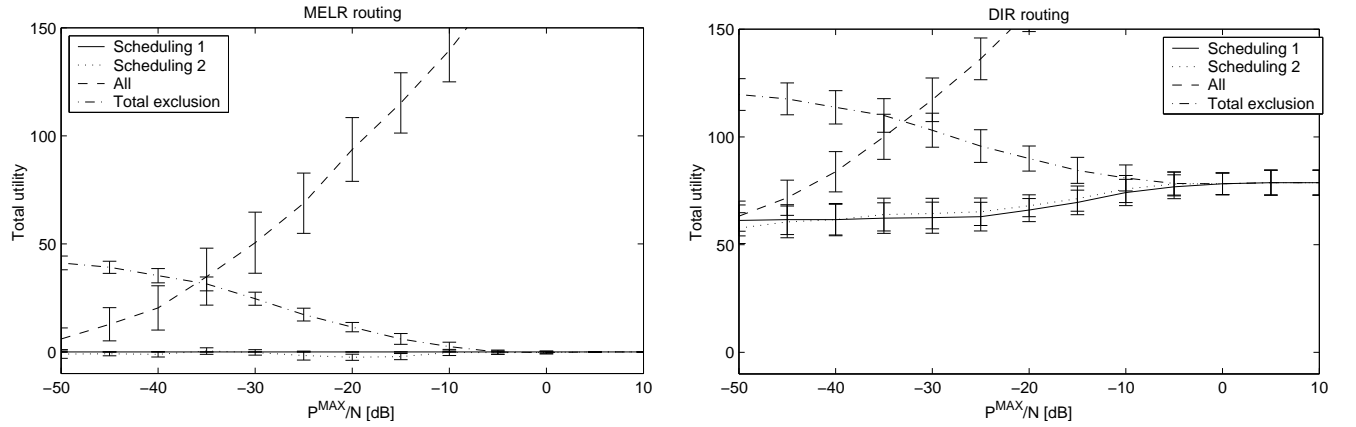 MELR routing
150
100
50
0
Total utility
Scheduling 1
Scheduling 2
All
Total exclusion
−50 −40 −30 −20 −10 0 10
P^MAX/N [dB]
DIR routing
150
100
50
0
Total utility
Scheduling 1
Scheduling 2
All
Total exclusion
−50 −40 −30 −20 −10 0 10
P^MAX/N [dB]